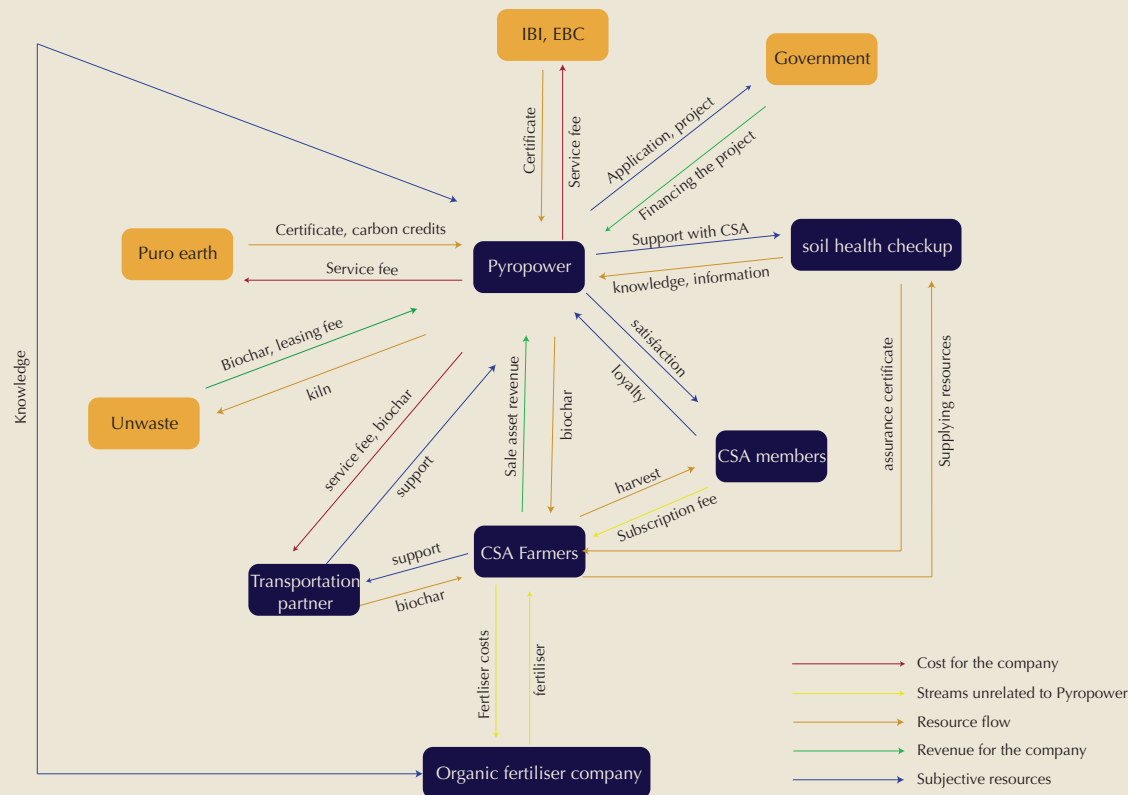 IBI, EBC
Government
Certificate
Service fee
Application, project
Financing the project
Puro earth
Certificate, carbon credits
Service fee
Pyropower
Support with CSA
knowledge, information
soil health checkup
Knowledge
Biochar, leasing fee
kiln
Unwaste
satisfaction
loyalty
service fee, biochar
support
Sale asset revenue
biochar
assurance certificate
Supplying resources
CSA members
harvest
Subscription fee
CSA Farmers
support
biochar
Transportation
partner
Fertliser costs
fertiliser
Organic fertiliser company
Cost for the company
Streams unrelated to Pyropower
Resource flow
Revenue for the company
Subjective resources